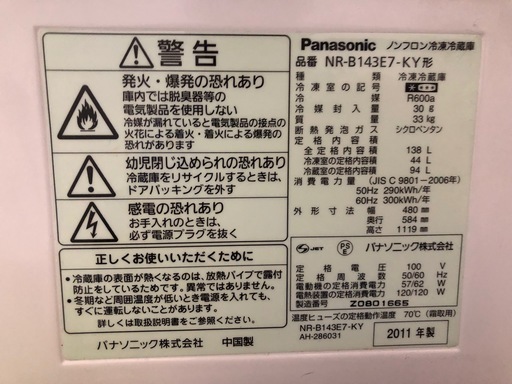 警告
発火・爆発の恐れあり
庫内では脱臭器等の
電気製品を使用しない
冷媒が漏れていると電気製品の接点の
火花による着火・着火による爆発の
恐れがあります。
幼児閉じ込められの恐れあり
冷蔵庫をリサイクルするときは、
ドアパッキングを外す
感電の恐れあり
お手入れのときは、
必ず電源プラグを抜く
正しくお使いいただくために
●冷蔵庫の表面が熱くなるのは、放熱パイプで露付
防止をしているためです。異常ではありません。
●冬期など周囲温度が低いときは電源を入れても、
すぐに運転しないことがあります。
詳しくは取扱説明書をご参照ください。
パナソニック株式会社 中国製
Panasonic ノンフロン冷凍冷蔵庫
品番 NR-B143E7-KY形
種類 冷凍冷蔵庫
冷凍室の記号
冷媒 R600a
冷媒封入量 30 g
質量 33 kg
断熱発泡ガス シクロペンタン
定格内容積
全定格内容積 138 L
冷凍室の定格内容積 44 L
冷蔵室の定格内容積 94 L
消費電力量 (JIS C 9801-2006年)
50Hz 290kWh/年
60Hz 300kWh/年
外形寸法 幅 480 mm
奥行 584 mm
高さ 1119 mm
JET PSE パナソニック株式会社
定格電圧 100 V
定格周波数 50/60 Hz
電動機の定格消費電力 57/62 W
電熱装置の定格消費電力 120/120 W
製造番号 Z0801665
温度ヒューズの定格動作温度 70℃ (霜取用)
NR-B143E7-KY
AH-286031
2011年製